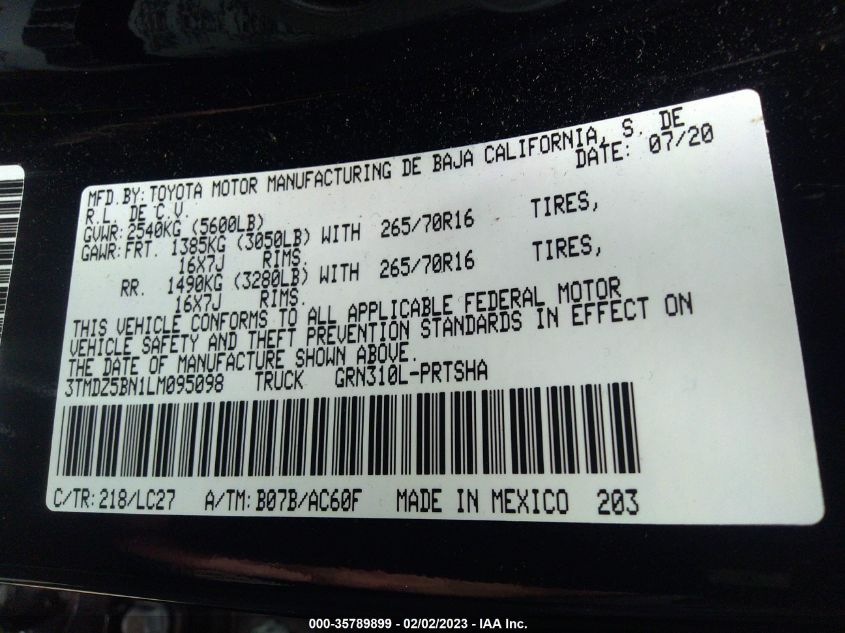 MFD.BY:TOYOTA MOTOR MANUFACTURING DE BAJA CALIFORNIA, S. DE
R.L. DE C.V. DATE: 07/20
GVWR:2540KG (5600LB)
GAWR:FRT. 1385KG (3050LB) WITH 265/70R16 TIRES,
16X7J RIMS.
RR. 1490KG (3280LB) WITH 265/70R16 TIRES,
16X7J RIMS.
THIS VEHICLE CONFORMS TO ALL APPLICABLE FEDERAL MOTOR
VEHICLE SAFETY AND THEFT PREVENTION STANDARDS IN EFFECT ON
THE DATE OF MANUFACTURE SHOWN ABOVE.
3TMDZ5BN1LM095098 TRUCK GRN310L-PRTSHA
C/TR:218/LC27 A/TM:B07B/AC60F MADE IN MEXICO 203
000-35789899 — 02/02/2023 — IAA Inc.